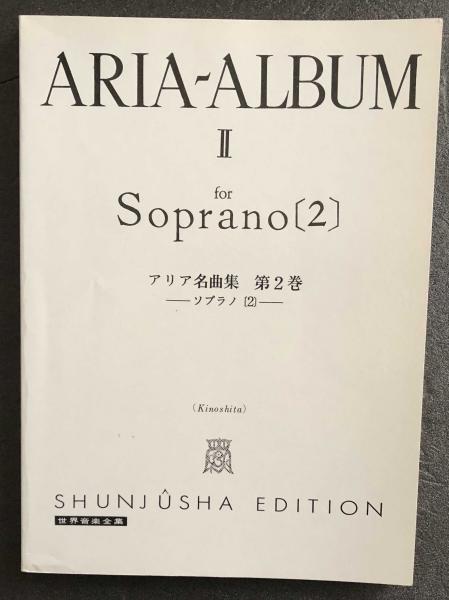 ARIA-ALBUM
II
for
Soprano〔2〕
アリア名曲集 第2巻
——ソプラノ〔2〕——
(Kinoshita)
SHUNJÛSHA EDITION
世界音楽全集